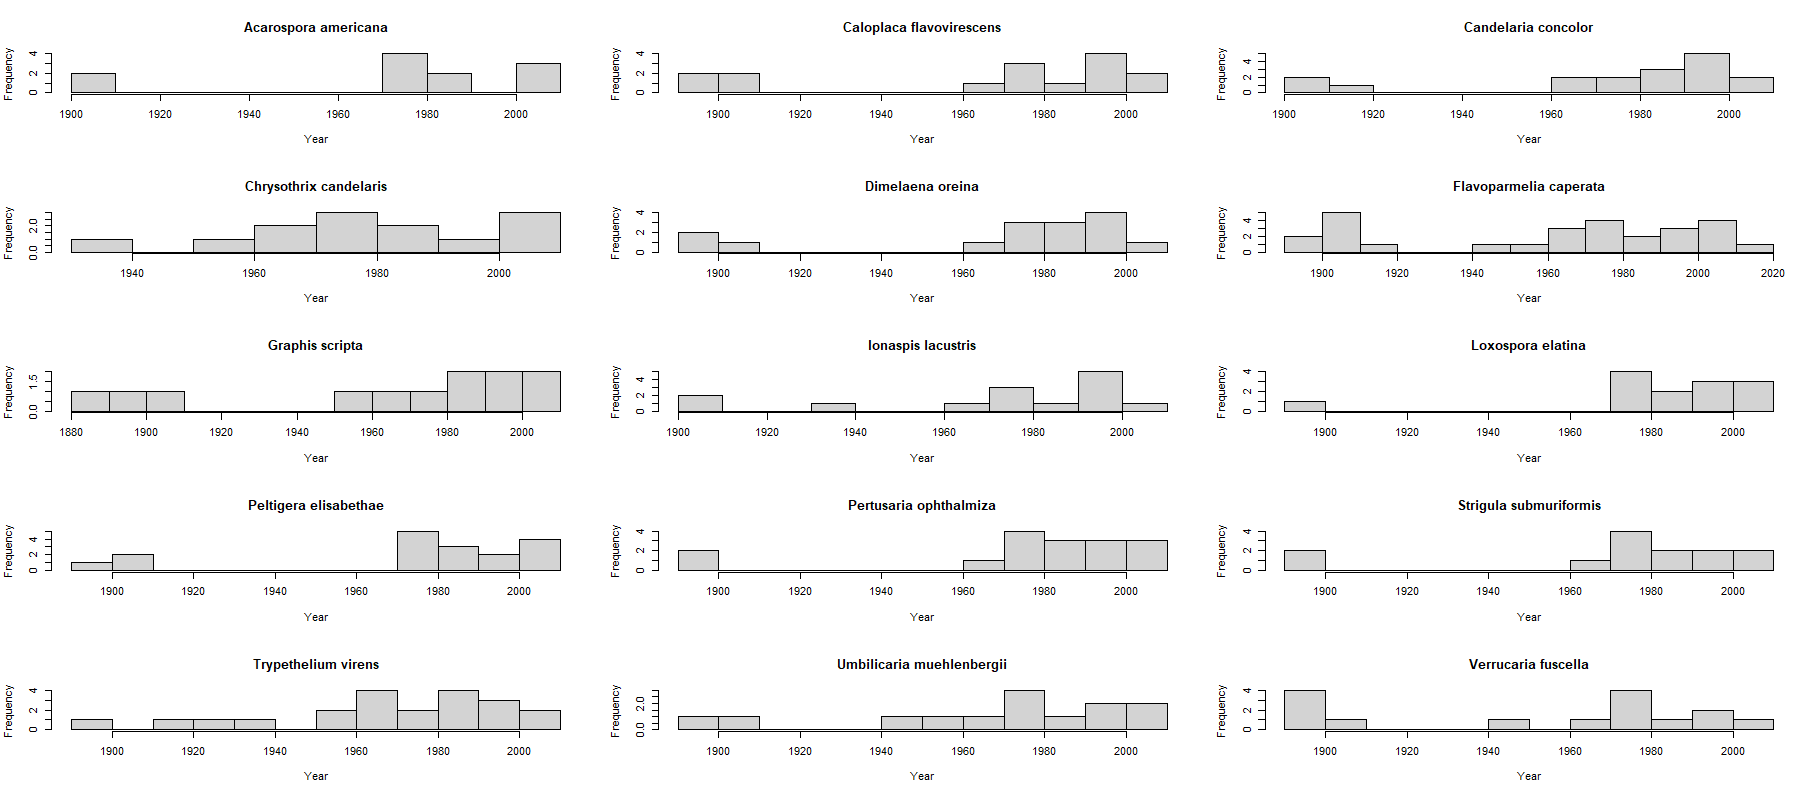 Acarospora americana
Frequency
0 2 4
1900 1920 1940 1960 1980 2000
Year
Caloplaca flavovirescens
Frequency
0 2 4
1900 1920 1940 1960 1980 2000
Year
Candelaria concolor
Frequency
0 2 4
1900 1920 1940 1960 1980 2000
Year
Chrysothrix candelaris
Frequency
0.0 2.0
1940 1960 1980 2000
Year
Dimelaena oreina
Frequency
0 2 4
1900 1920 1940 1960 1980 2000
Year
Flavoparmelia caperata
Frequency
0 2 4
1900 1920 1940 1960 1980 2000 2020
Year
Graphis scripta
Frequency
0.0 1.5
1880 1900 1920 1940 1960 1980 2000
Year
Ionaspis lacustris
Frequency
0 2 4
1900 1920 1940 1960 1980 2000
Year
Loxospora elatina
Frequency
0 2 4
1900 1920 1940 1960 1980 2000
Year
Peltigera elisabethae
Frequency
0 2 4
1900 1920 1940 1960 1980 2000
Year
Pertusaria ophthalmiza
Frequency
0 2 4
1900 1920 1940 1960 1980 2000
Year
Strigula submuriformis
Frequency
0 2 4
1900 1920 1940 1960 1980 2000
Year
Trypethelium virens
Frequency
0 2 4
1900 1920 1940 1960 1980 2000
Year
Umbilicaria muehlenbergii
Frequency
0.0 2.0
1900 1920 1940 1960 1980 2000
Year
Verrucaria fuscella
Frequency
0 2 4
1900 1920 1940 1960 1980 2000
Year